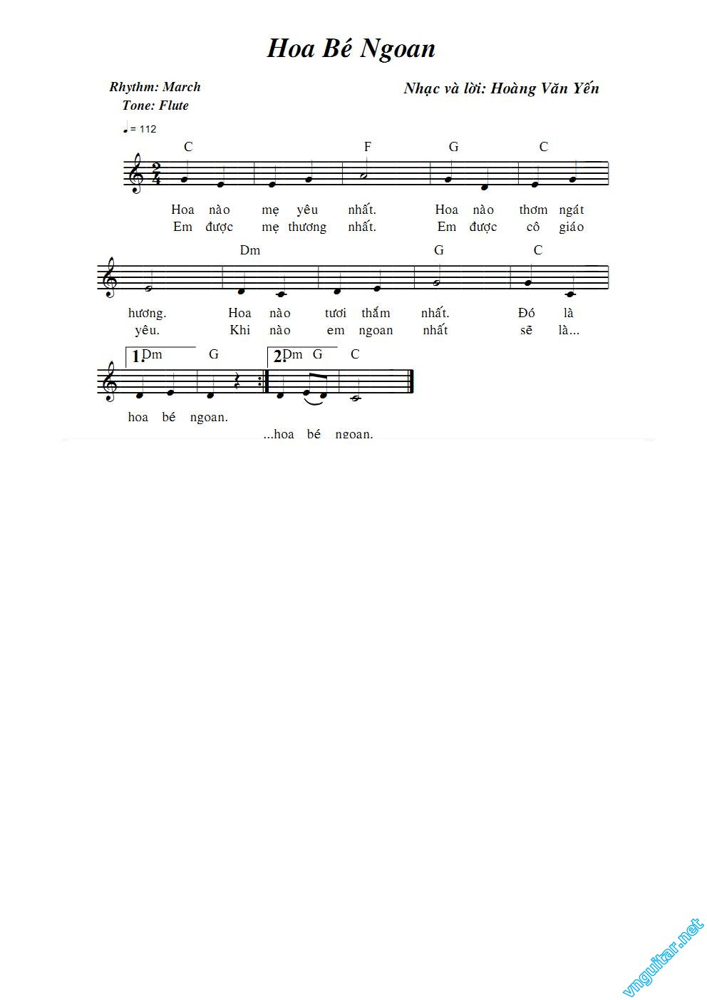 Hoa Bé Ngoan
Rhythm: March
Nhạc và lời: Hoàng Văn Yến
Tone: Flute
♩ = 112
C F G C
2
4
Hoa nào mẹ yêu nhất. Hoa nào thơm ngát
Em được mẹ thương nhất. Em được cô giáo
Dm G C
hương. Hoa nào tươi thắm nhất. Đó là
yêu. Khi nào em ngoan nhất sẽ là...
1. Dm G 2. Dm G C
hoa bé ngoan.
...hoa bé ngoan.
vnguitar.net